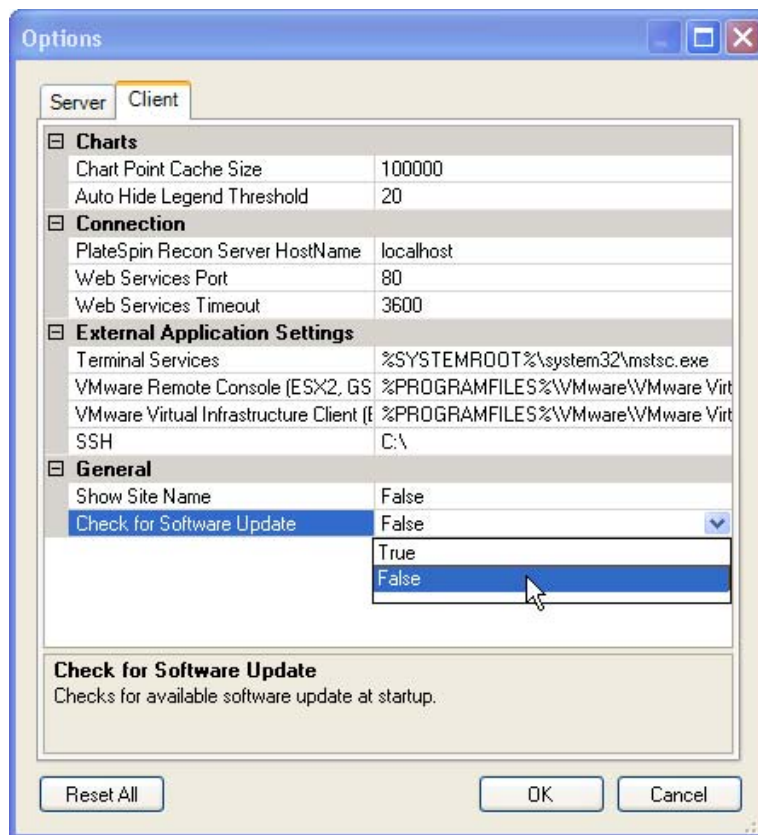 Options
Server Client
Charts
Chart Point Cache Size 100000
Auto Hide Legend Threshold 20
Connection
PlateSpin Recon Server HostName localhost
Web Services Port 80
Web Services Timeout 3600
External Application Settings
Terminal Services %SYSTEMROOT%\system32\mstsc.exe
VMware Remote Console (ESX2, GS %PROGRAMFILES%\VMware\VMware Virt
VMware Virtual Infrastructure Client (E %PROGRAMFILES%\VMware\VMware Virt
SSH C:\
General
Show Site Name False
Check for Software Update False
True
False
Check for Software Update
Checks for available software update at startup.
Reset All OK Cancel